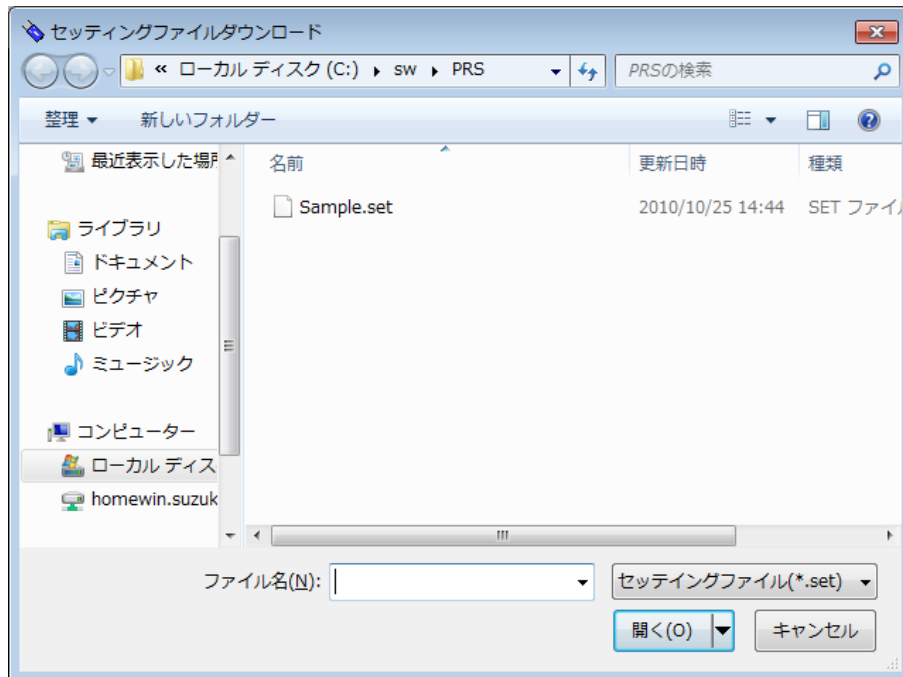 セッティングファイルダウンロード
« ローカル ディスク (C:) ▸ sw ▸ PRS PRSの検索
整理 新しいフォルダー
最近表示した場所 名前 更新日時 種類
Sample.set 2010/10/25 14:44 SET ファイル
ライブラリ
ドキュメント
ピクチャ
ビデオ
ミュージック
コンピューター
ローカル ディス
homewin.suzuk
ファイル名(N): セッテイングファイル(*.set)
開く(O) キャンセル